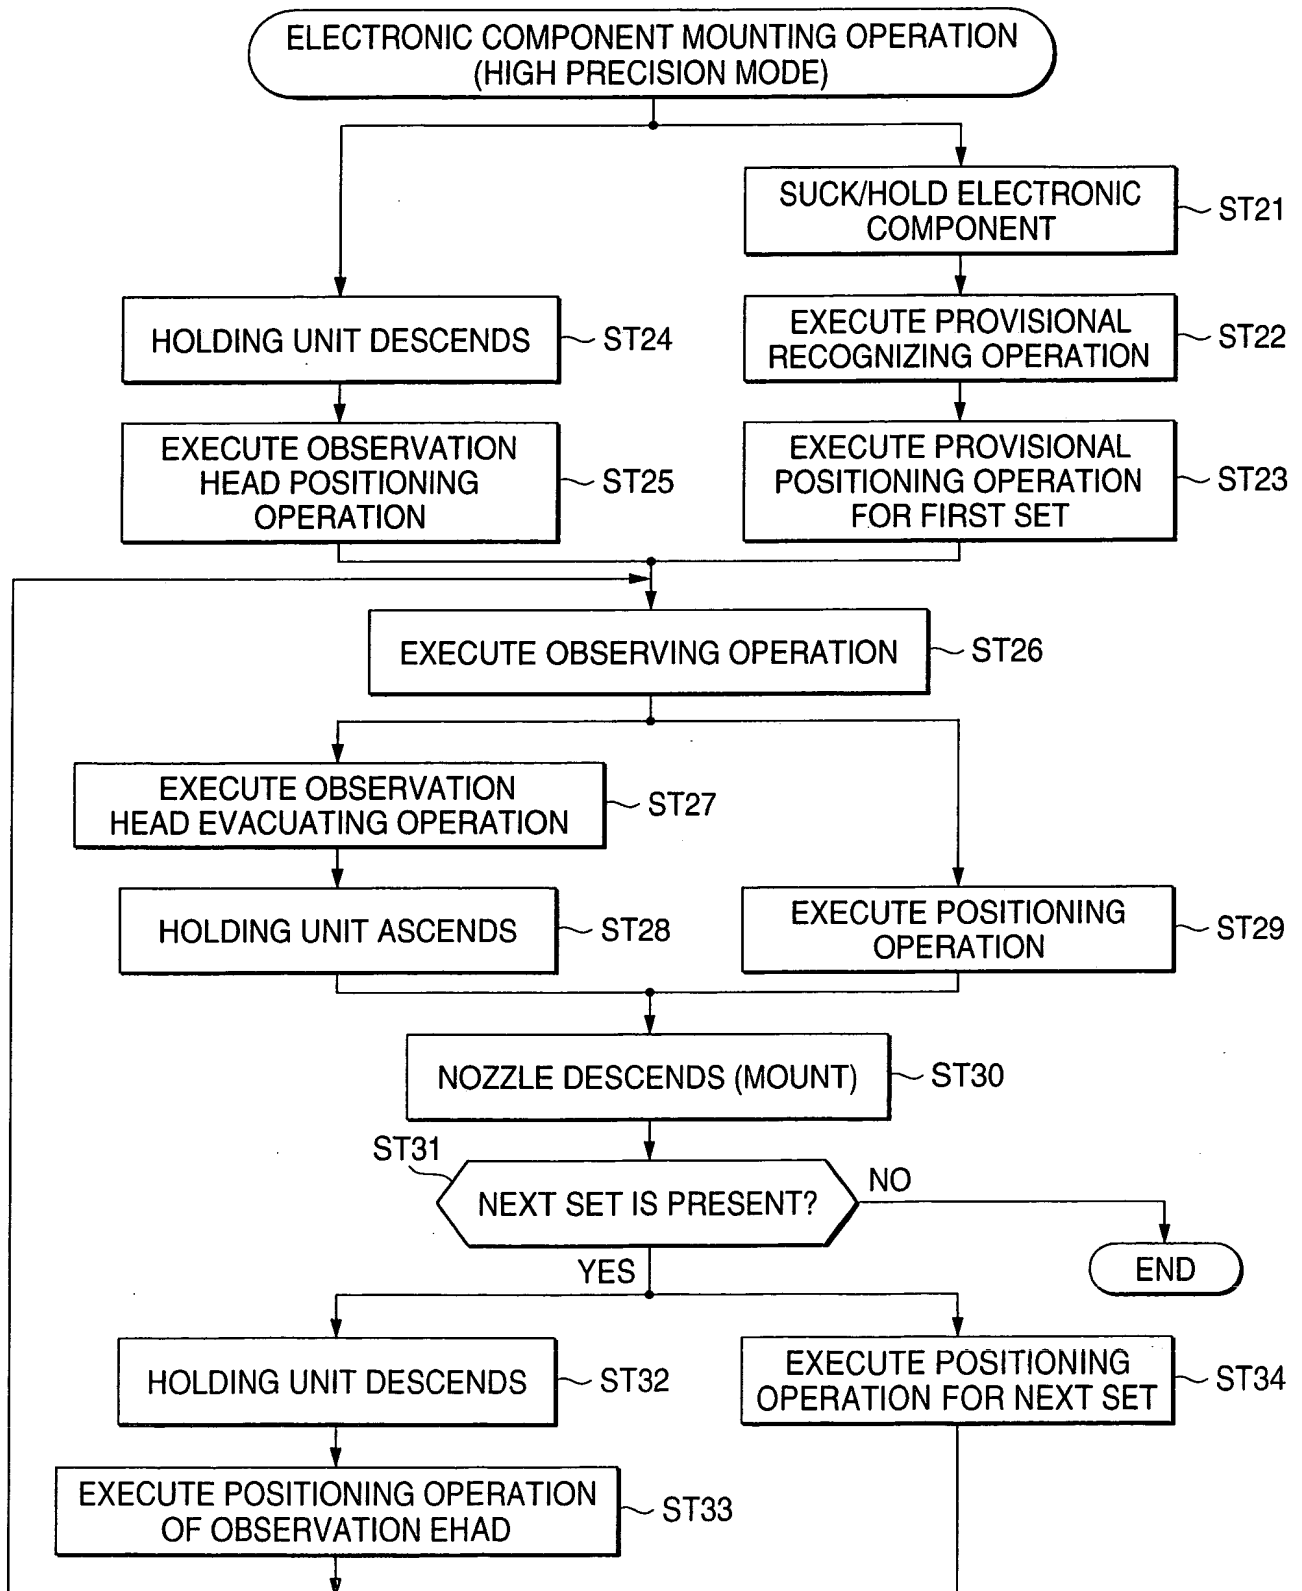 ELECTRONIC COMPONENT MOUNTING OPERATION
(HIGH PRECISION MODE)
SUCK/HOLD ELECTRONIC
COMPONENT
ST21
HOLDING UNIT DESCENDS
ST24
EXECUTE PROVISIONAL
RECOGNIZING OPERATION
ST22
EXECUTE OBSERVATION
HEAD POSITIONING
OPERATION
ST25
EXECUTE PROVISIONAL
POSITIONING OPERATION
FOR FIRST SET
ST23
EXECUTE OBSERVING OPERATION
ST26
EXECUTE OBSERVATION
HEAD EVACUATING OPERATION
ST27
HOLDING UNIT ASCENDS
ST28
EXECUTE POSITIONING
OPERATION
ST29
NOZZLE DESCENDS (MOUNT)
ST30
ST31
NEXT SET IS PRESENT?
NO
YES
END
HOLDING UNIT DESCENDS
ST32
EXECUTE POSITIONING
OPERATION FOR NEXT SET
ST34
EXECUTE POSITIONING OPERATION
OF OBSERVATION EHAD
ST33